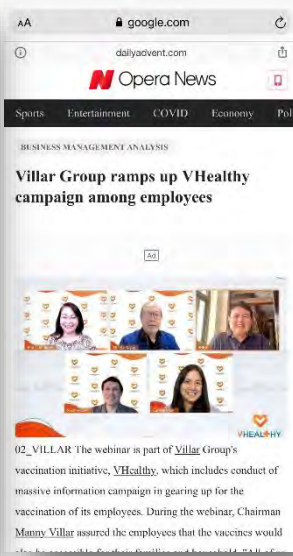 AA google.com
dailyadvent.com
N Opera News
Sports Entertainment COVID Economy Pol
BUSINESS MANAGEMENT ANALYSIS
Villar Group ramps up VHealthy
campaign among employees
Ad
VHEALTHY
02_VILLAR The webinar is part of Villar Group's
vaccination initiative, VHealthy, which includes conduct of
massive information campaign in gearing up for the
vaccination of its employees. During the webinar, Chairman
Manny Villar assured the employees that the vaccines would